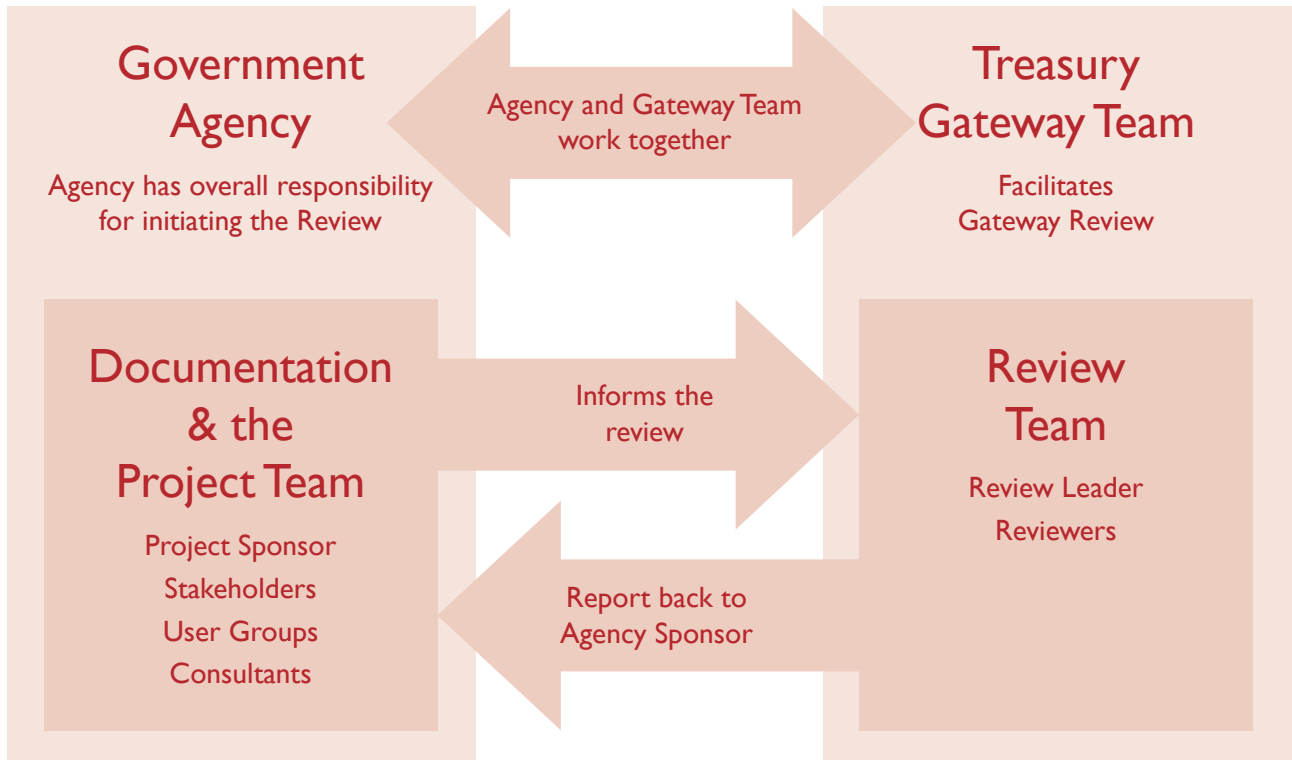 Government
Agency
Agency has overall responsibility
for initiating the Review
Agency and Gateway Team
work together
Treasury
Gateway Team
Facilitates
Gateway Review
Documentation
& the
Project Team
Project Sponsor
Stakeholders
User Groups
Consultants
Informs the
review
Report back to
Agency Sponsor
Review
Team
Review Leader
Reviewers